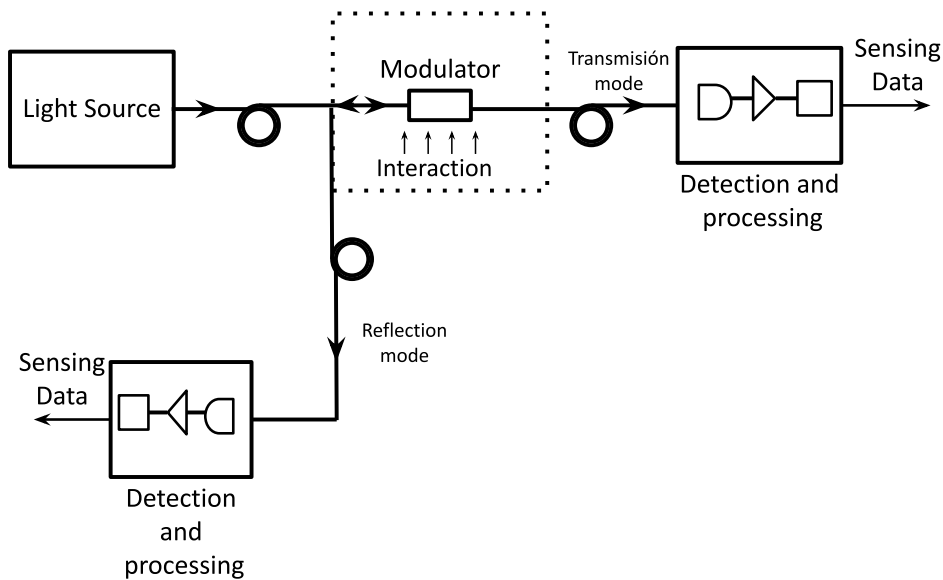 Light Source
Modulator
Interaction
Transmisión
mode
Sensing
Data
Detection and
processing
Reflection
mode
Sensing
Data
Detection
and
processing